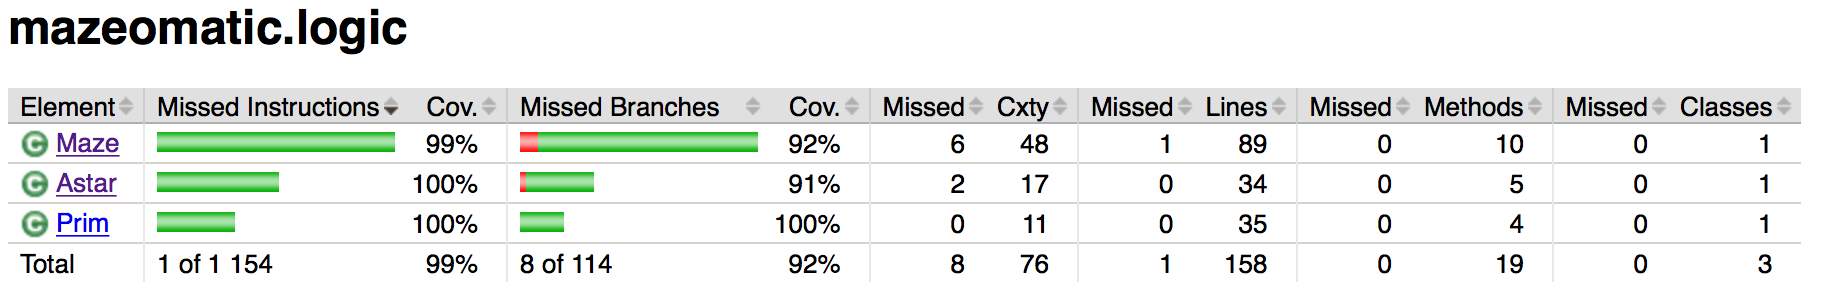 mazeomatic.logic
Element Missed Instructions Cov. Missed Branches Cov. Missed Cxty Missed Lines Missed Methods Missed Classes
C Maze 99% 92% 6 48 1 89 0 10 0 1
C Astar 100% 91% 2 17 0 34 0 5 0 1
C Prim 100% 100% 0 11 0 35 0 4 0 1
Total 1 of 1 154 99% 8 of 114 92% 8 76 1 158 0 19 0 3